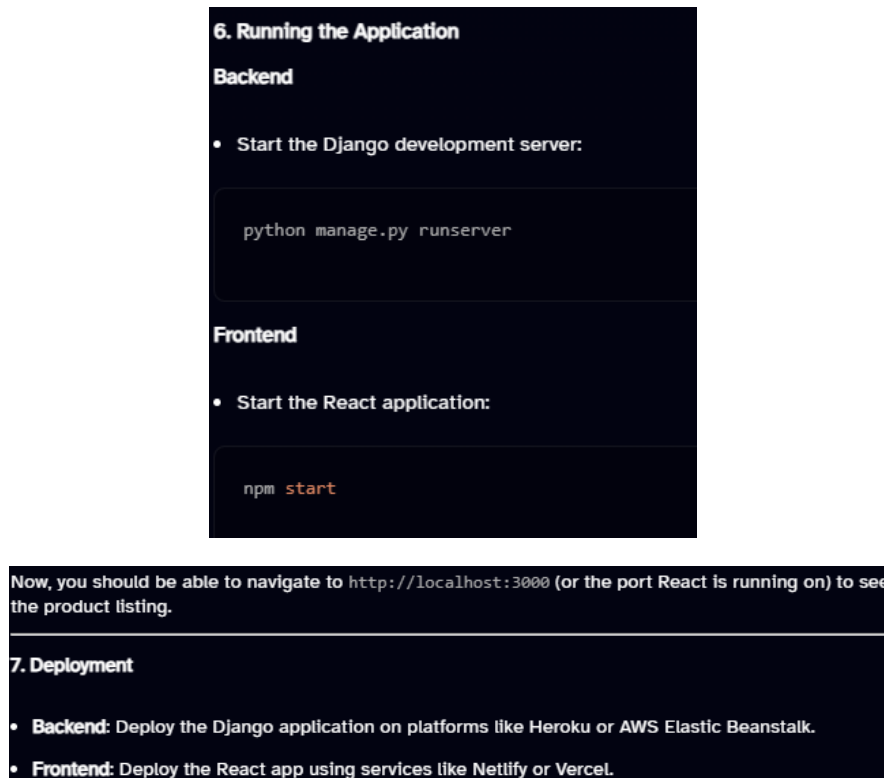 6. Running the Application
Backend
• Start the Django development server:
python manage.py runserver
Frontend
• Start the React application:
npm start
Now, you should be able to navigate to http://localhost:3000 (or the port React is running on) to see
the product listing.
7. Deployment
• Backend: Deploy the Django application on platforms like Heroku or AWS Elastic Beanstalk.
• Frontend: Deploy the React app using services like Netlify or Vercel.